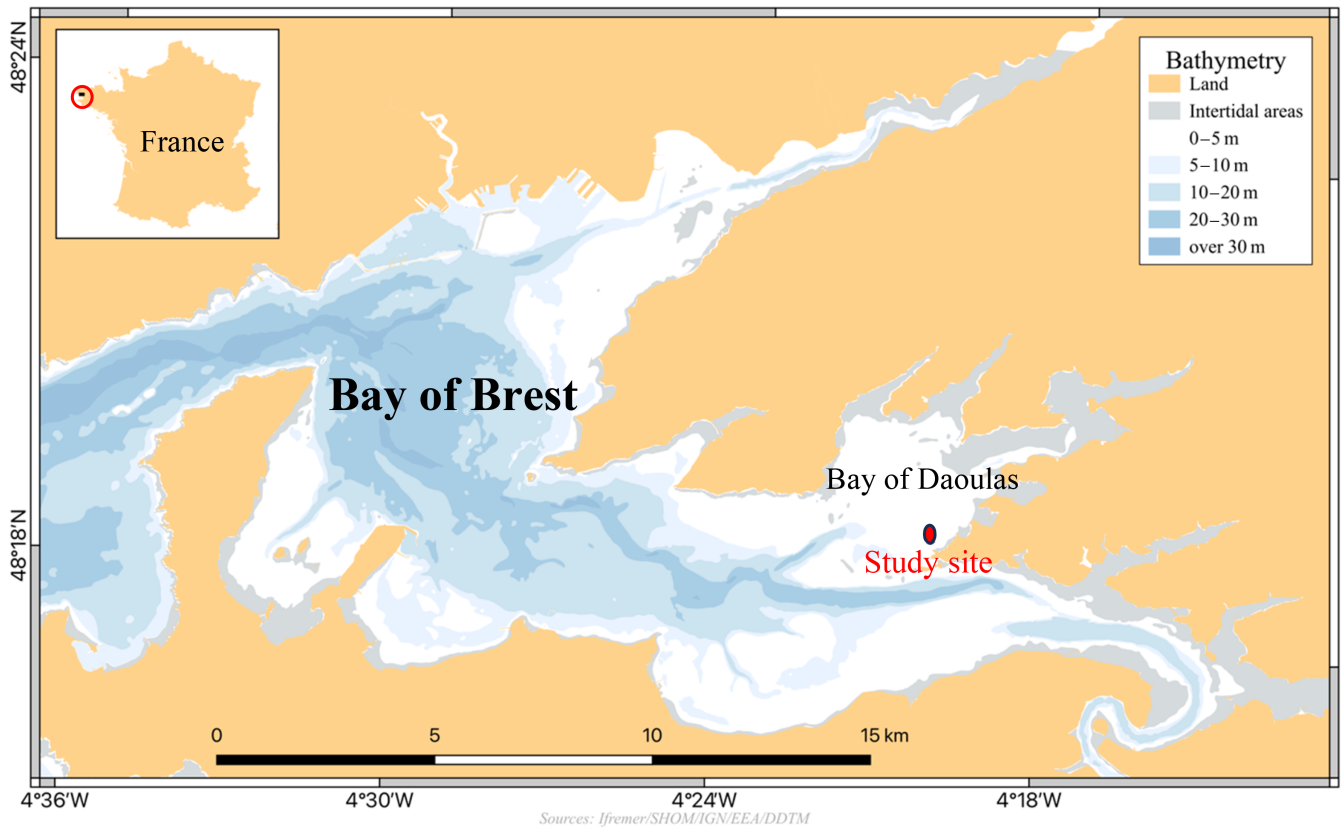 48°24'N
France
Bathymetry
Land
Intertidal areas
0–5 m
5–10 m
10–20 m
20–30 m
over 30 m
Bay of Brest
Bay of Daoulas
48°18'N
Study site
0 5 10 15 km
4°36'W 4°30'W 4°24'W 4°18'W
Sources: Ifremer/SHOM/IGN/EEA/DDTM